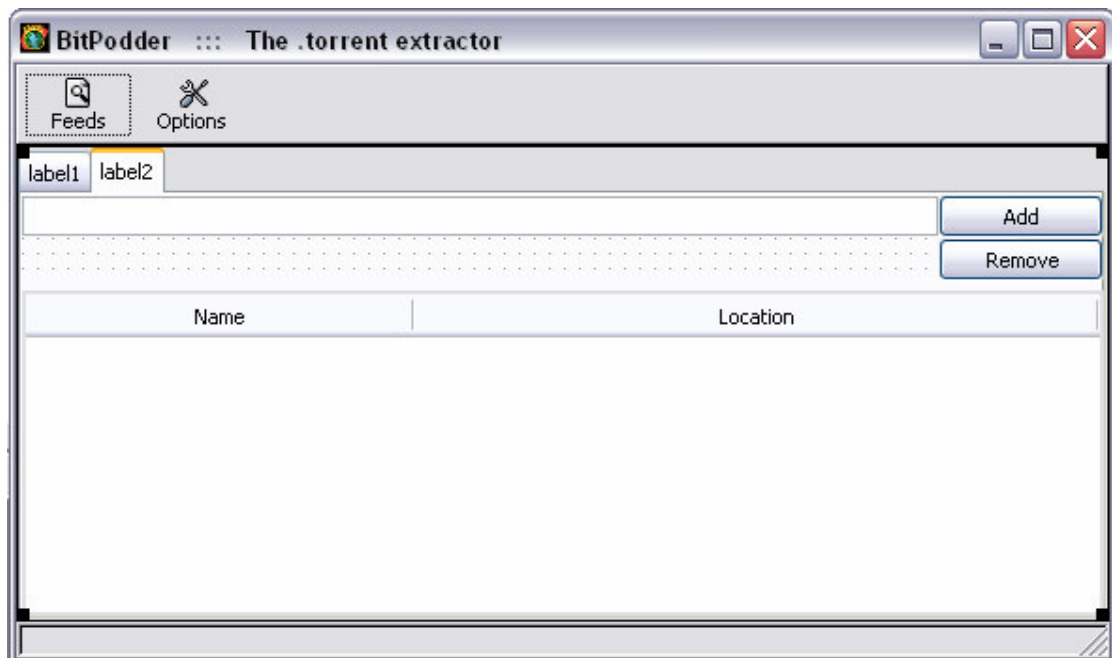 BitPodder ::: The .torrent extractor
Feeds Options
label1 label2
Add
Remove
Name Location